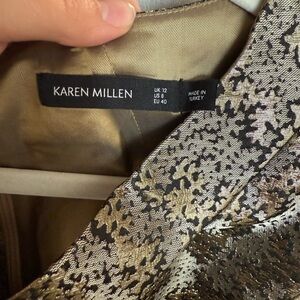 KAREN MILLEN
UK 12
US 8
EU 40
MADE IN
TURKEY